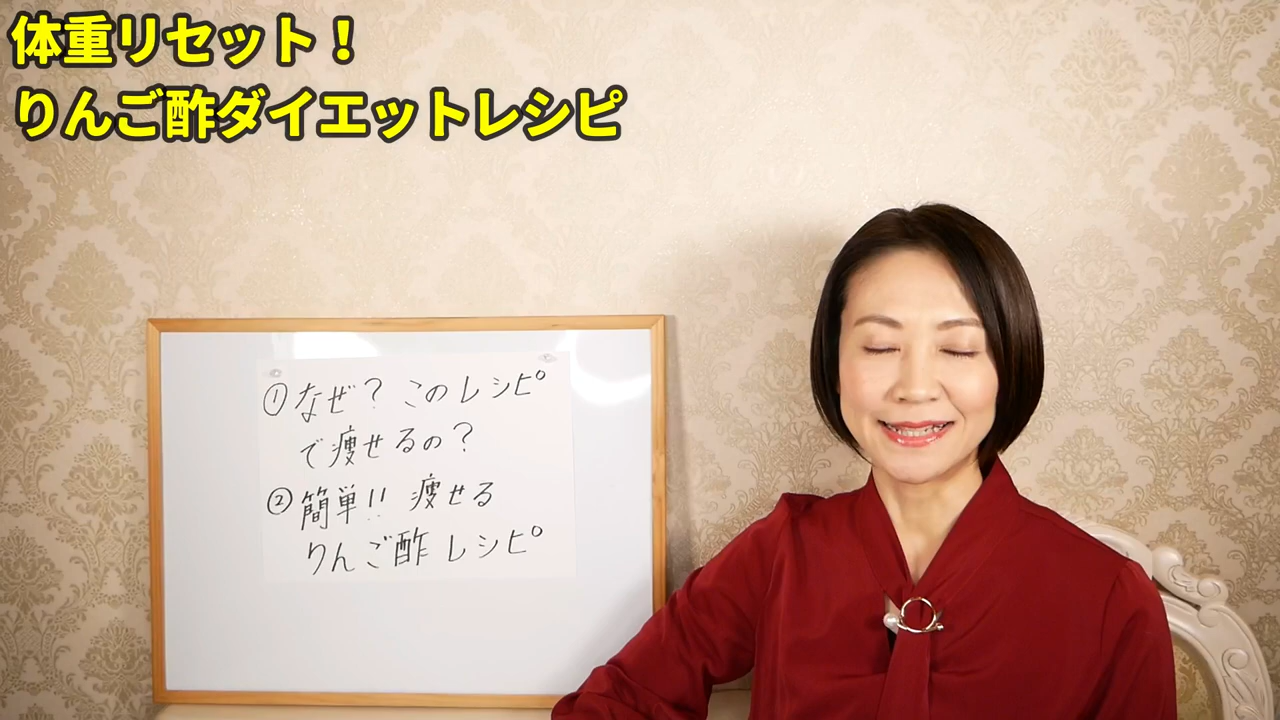 体重リセット！
りんご酢ダイエットレシピ
①なぜ？このレシピ
で痩せるの？
②簡単!! 痩せる
りんご酢レシピ